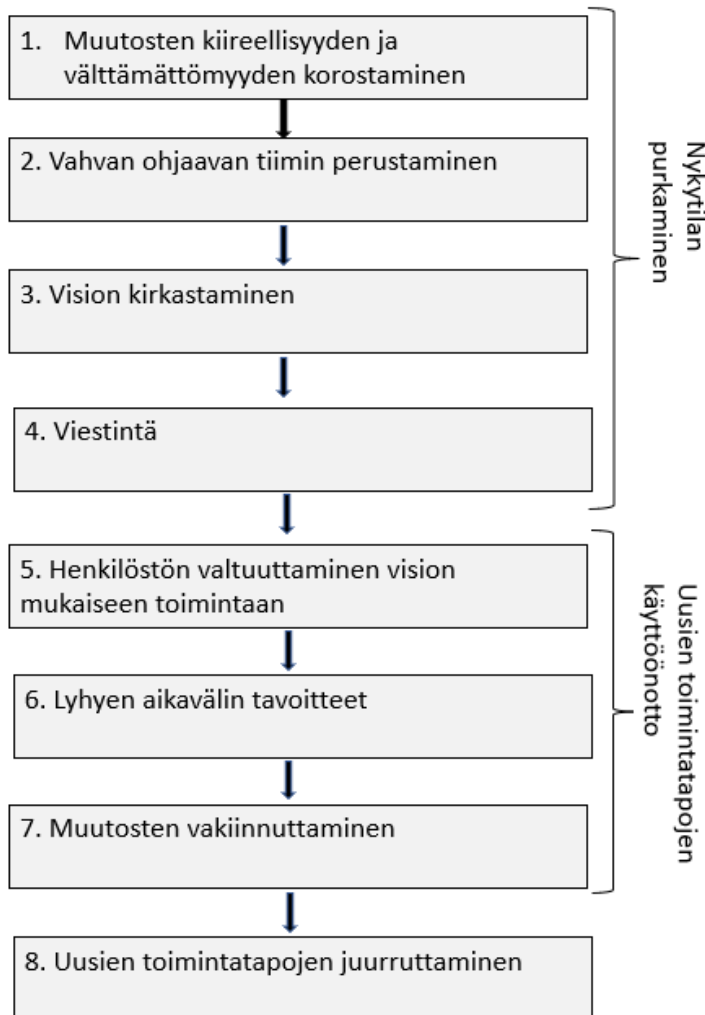 1. Muutosten kiireellisyyden ja
välttämättömyyden korostaminen
2. Vahvan ohjaavan tiimin perustaminen
3. Vision kirkastaminen
4. Viestintä
Nykytilan
purkaminen
5. Henkilöstön valtuuttaminen vision
mukaiseen toimintaan
6. Lyhyen aikavälin tavoitteet
7. Muutosten vakiinnuttaminen
Uusien toimintatapojen
käyttöönotto
8. Uusien toimintatapojen juurruttaminen